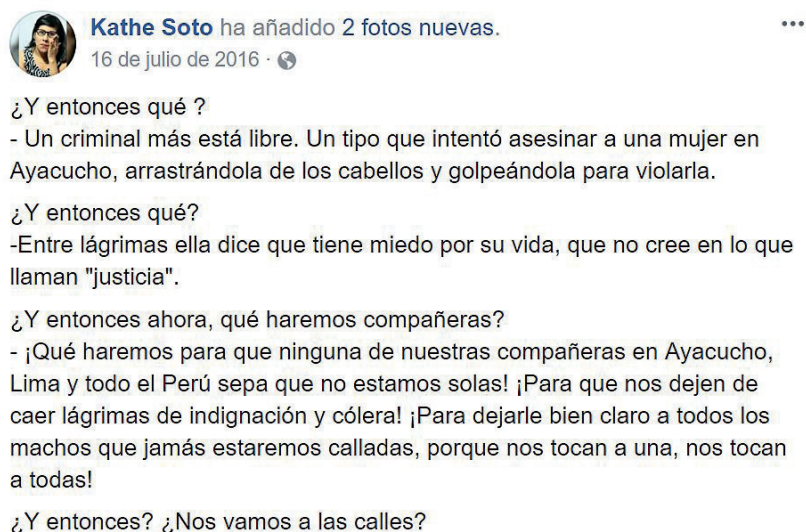 Kathe Soto ha añadido 2 fotos nuevas.
16 de julio de 2016 ·
¿Y entonces qué ?
- Un criminal más está libre. Un tipo que intentó asesinar a una mujer en
Ayacucho, arrastrándola de los cabellos y golpeándola para violarla.
¿Y entonces qué?
-Entre lágrimas ella dice que tiene miedo por su vida, que no cree en lo que
llaman "justicia".
¿Y entonces ahora, qué haremos compañeras?
- ¡Qué haremos para que ninguna de nuestras compañeras en Ayacucho,
Lima y todo el Perú sepa que no estamos solas! ¡Para que nos dejen de
caer lágrimas de indignación y cólera! ¡Para dejarle bien claro a todos los
machos que jamás estaremos calladas, porque nos tocan a una, nos tocan
a todas!
¿Y entonces? ¿Nos vamos a las calles?